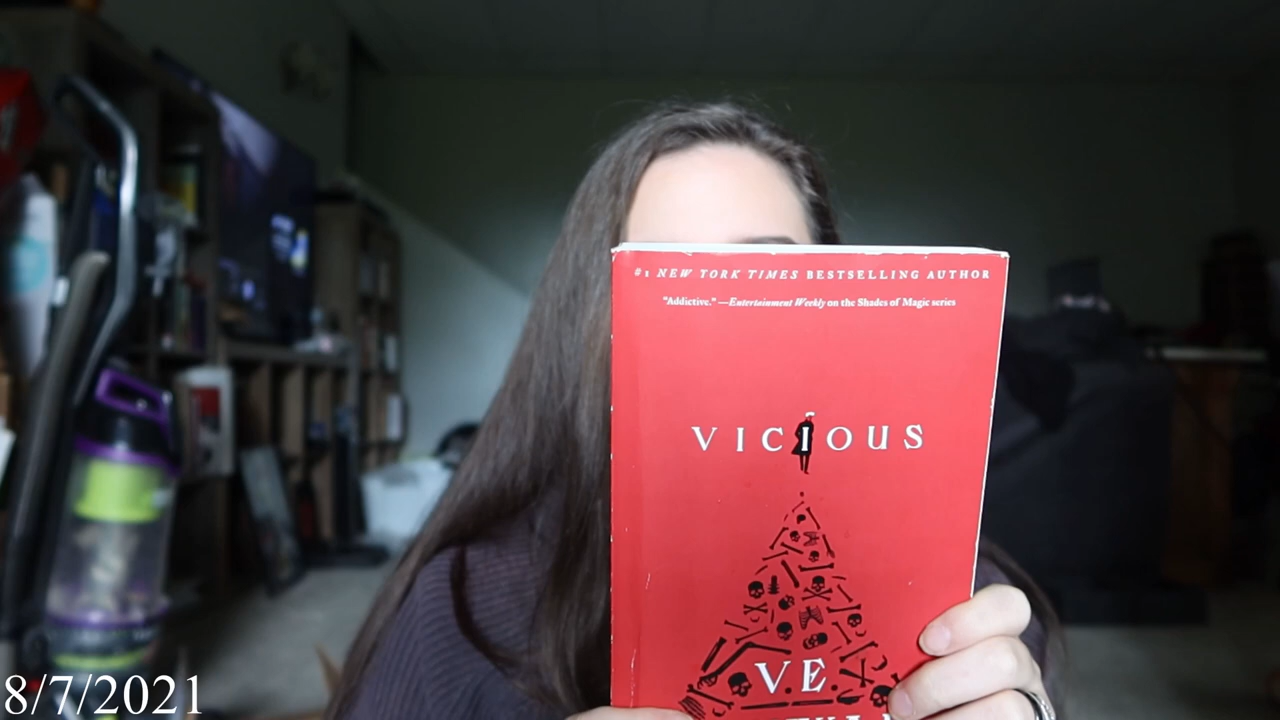 #1 NEW YORK TIMES BESTSELLING AUTHOR
"Addictive." —Entertainment Weekly on the Shades of Magic series
VICIOUS
V.E.
8/7/2021